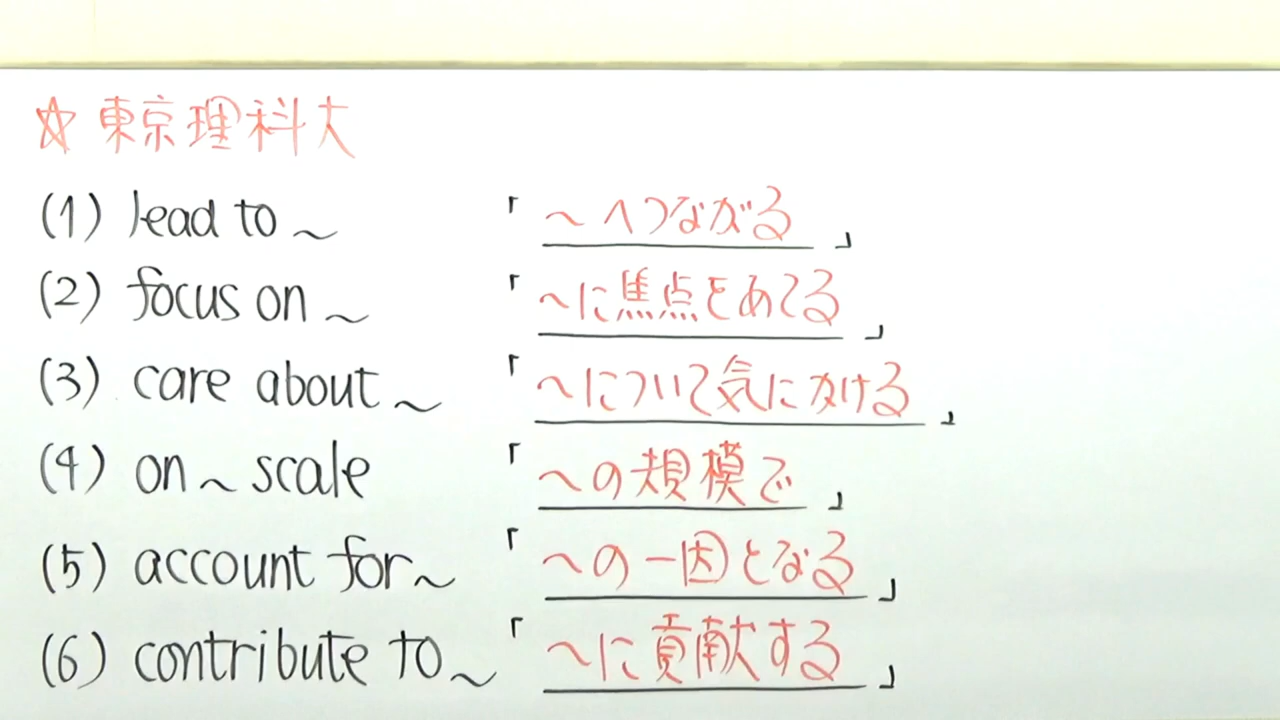 ☆ 東京理科大
(1) lead to ~ 「~へつながる」
(2) focus on ~ 「~に焦点をあてる」
(3) care about ~ 「~について気にかける」
(4) on ~ scale 「~の規模で」
(5) account for ~ 「~の一因となる」
(6) contribute to ~ 「~に貢献する」